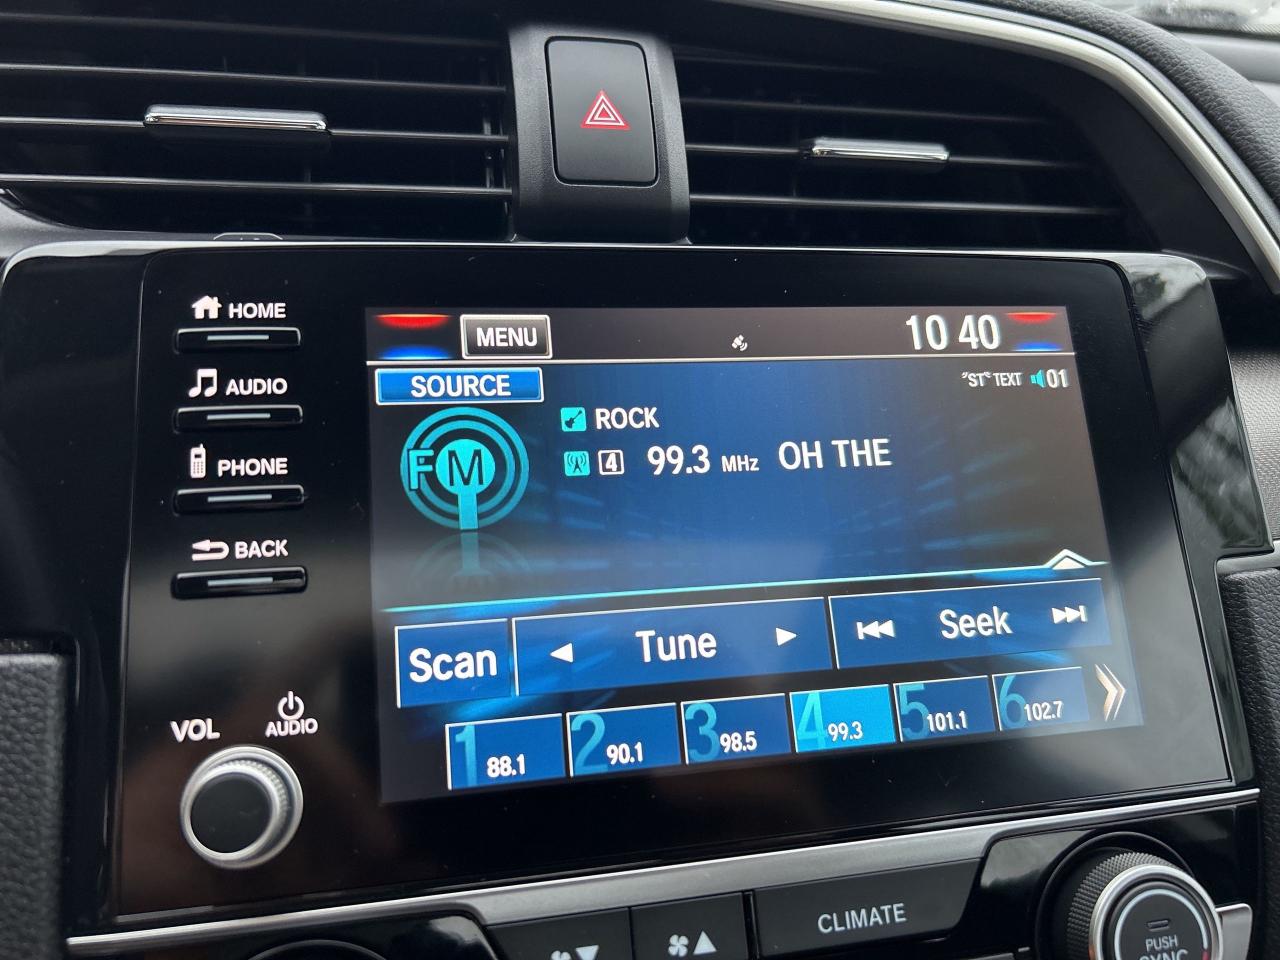 HOME
AUDIO
PHONE
BACK
VOL
AUDIO
MENU
10 40
SOURCE
"ST" TEXT 01
FM
ROCK
4 99.3 MHz OH THE
Scan Tune Seek
1 88.1 2 90.1 3 98.5 4 99.3 5 101.1 6 102.7
CLIMATE
PUSH
SYNC